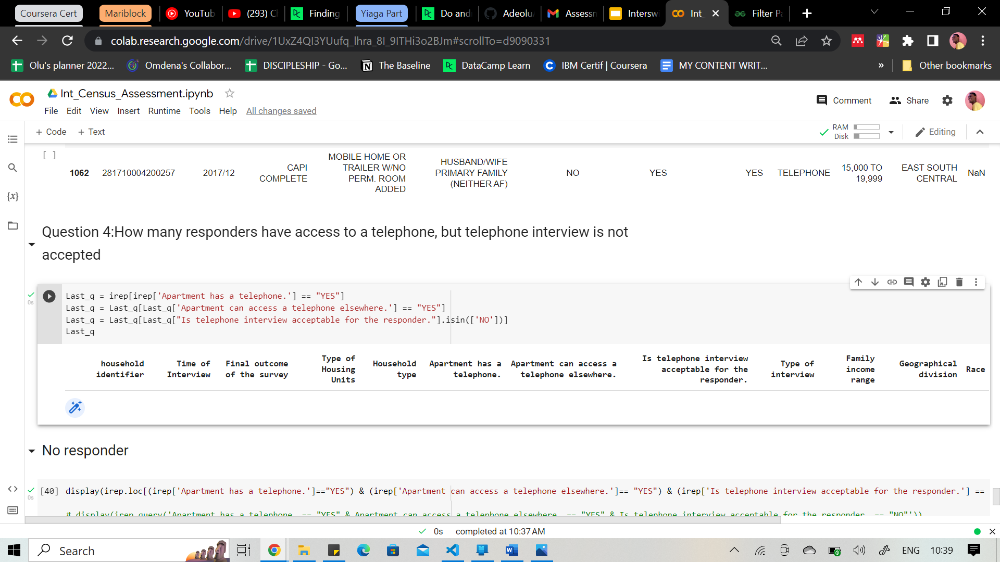 Coursera Cert
Mariblock
YouTub
(293) Cl
Finding
Yiaga Part
Do and
Adeolu
Assessm
Intersw
Int_
Filter Pa
colab.research.google.com/drive/1UxZ4QI3YUufq_lhra_8I_9ITHi3o2BJm#scrollTo=d9090331
Olu's planner 2022...
Omdena's Collabor...
DISCIPLESHIP - Go...
The Baseline
DataCamp Learn
IBM Certif | Coursera
MY CONTENT WRIT...
»
Other bookmarks
Int_Census_Assessment.ipynb
Comment
Share
File Edit View Insert Runtime Tools Help All changes saved
+ Code + Text
RAM
Disk
Editing
[ ]
1062 281710004200257 2017/12 CAPI COMPLETE MOBILE HOME OR TRAILER W/NO PERM. ROOM ADDED HUSBAND/WIFE PRIMARY FAMILY (NEITHER AF) NO YES YES TELEPHONE 15,000 TO 19,999 EAST SOUTH CENTRAL NaN
{x}
Question 4:How many responders have access to a telephone, but telephone interview is not
accepted
0s
Last_q = irep[irep['Apartment has a telephone.'] == "YES"]
Last_q = Last_q[Last_q['Apartment can access a telephone elsewhere.'] == "YES"]
Last_q = Last_q[Last_q["Is telephone interview acceptable for the responder."].isin(['NO'])]
Last_q
household identifier Time of Interview Final outcome of the survey Type of Housing Units Household type Apartment has a telephone. Apartment can access a telephone elsewhere. Is telephone interview acceptable for the responder. Type of interview Family income range Geographical division Race
No responder
0s
[40] display(irep.loc[(irep['Apartment has a telephone.']=="YES") & (irep['Apartment can access a telephone elsewhere.']== "YES") & (irep['Is telephone interview acceptable for the responder.'] ==
# display(irep.query('Apartment has a telephone. == "YES" & Apartment can access a telephone elsewhere. == "YES" & Is telephone interview acceptable for the responder. == "NO"'))
0s completed at 10:37 AM
Search
ENG
10:39